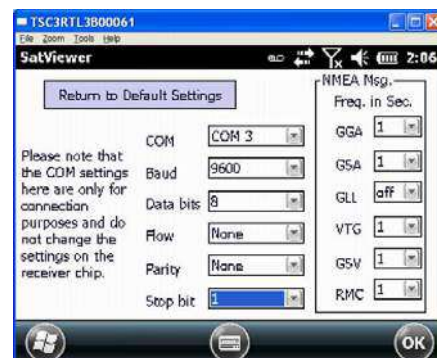 TSC3RTL3B00061
File Zoom Tools Help
SatViewer 2:06
Return to Default Settings
Please note that
the COM settings
here are only for
connection
purposes and do
not change the
settings on the
receiver chip.
COM COM 3
Baud 9600
Data bits 8
Flow None
Parity None
Stop bit 1
NMEA Msg.
Freq. in Sec.
GGA 1
GSA 1
GLL off
VTG 1
GSV 1
RMC 1
OK